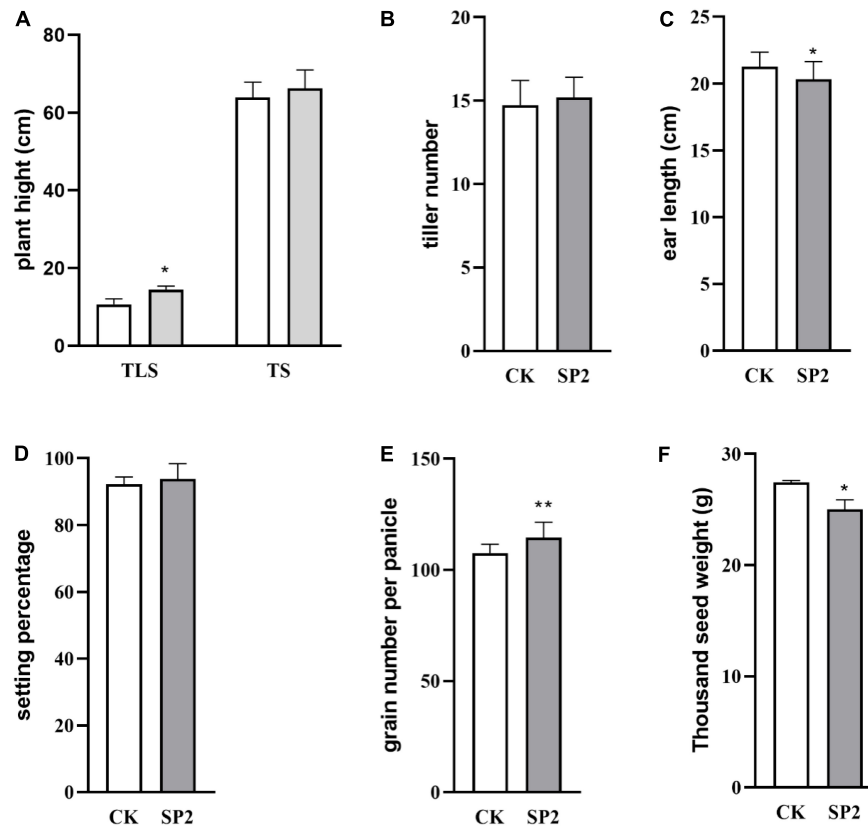 A
plant hight (cm)
80
60
40
20
0
*
TLS TS
B
tiller number
20
15
10
5
0
CK SP2
C
ear length (cm)
25
20
15
10
5
0
*
CK SP2
D
setting percentage
100
80
60
40
20
0
CK SP2
E
grain number per panicle
150
100
50
0
**
CK SP2
F
Thousand seed weight (g)
30
20
10
0
*
CK SP2